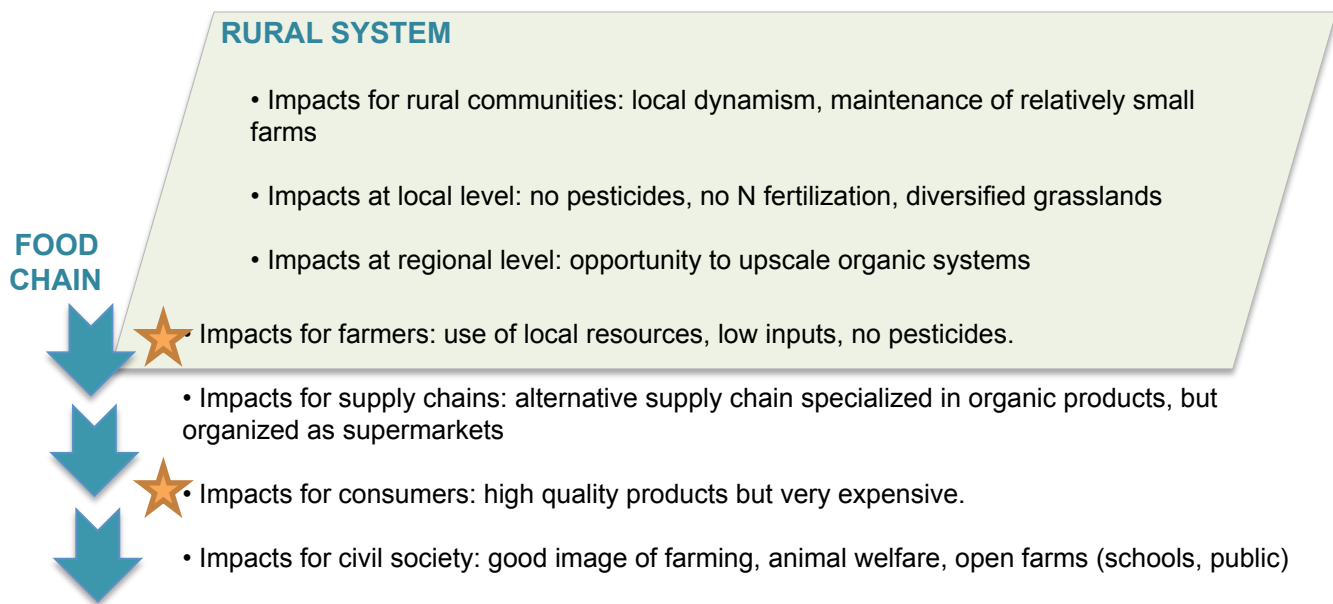 RURAL SYSTEM
• Impacts for rural communities: local dynamism, maintenance of relatively small
farms
• Impacts at local level: no pesticides, no N fertilization, diversified grasslands
• Impacts at regional level: opportunity to upscale organic systems
FOOD
CHAIN
• Impacts for farmers: use of local resources, low inputs, no pesticides.
• Impacts for supply chains: alternative supply chain specialized in organic products, but
organized as supermarkets
• Impacts for consumers: high quality products but very expensive.
• Impacts for civil society: good image of farming, animal welfare, open farms (schools, public)